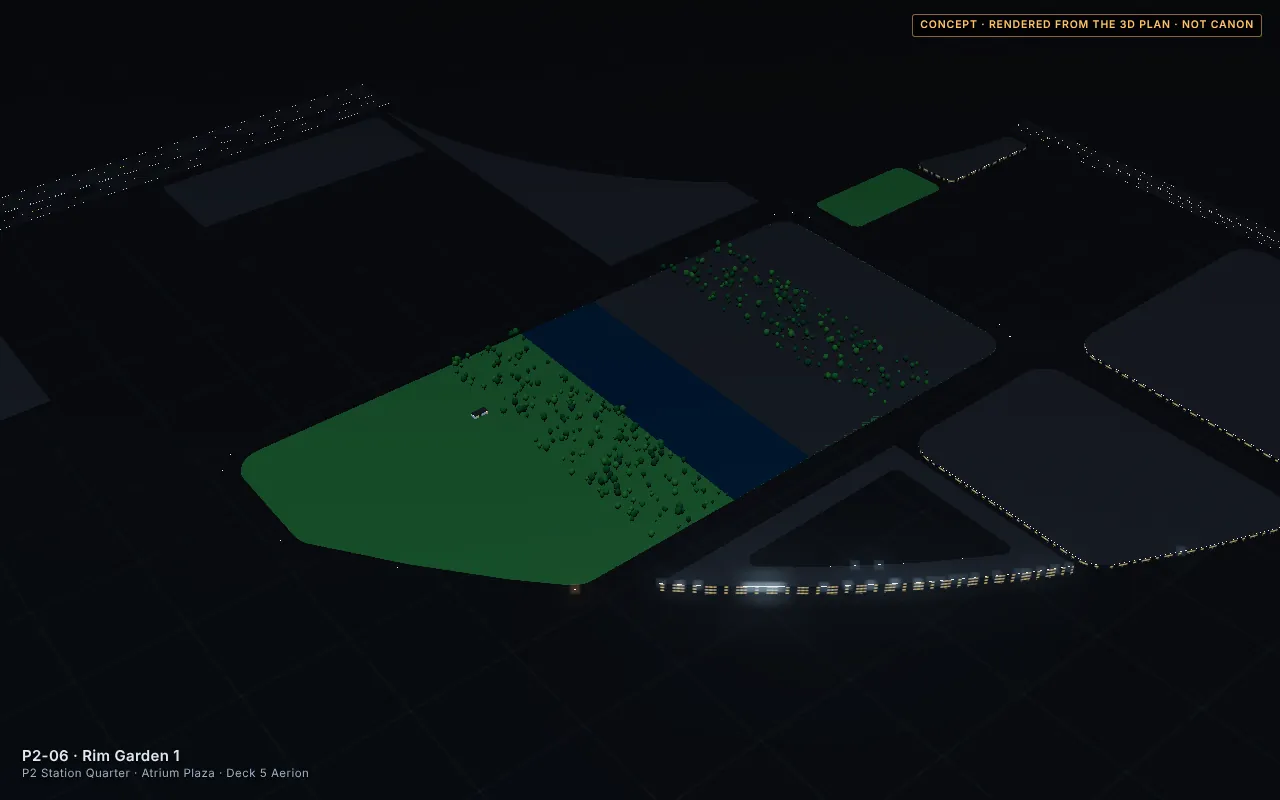 CONCEPT · RENDERED FROM THE 3D PLAN · NOT CANON
P2-06 · Rim Garden 1
P2 Station Quarter · Atrium Plaza · Deck 5 Aerion